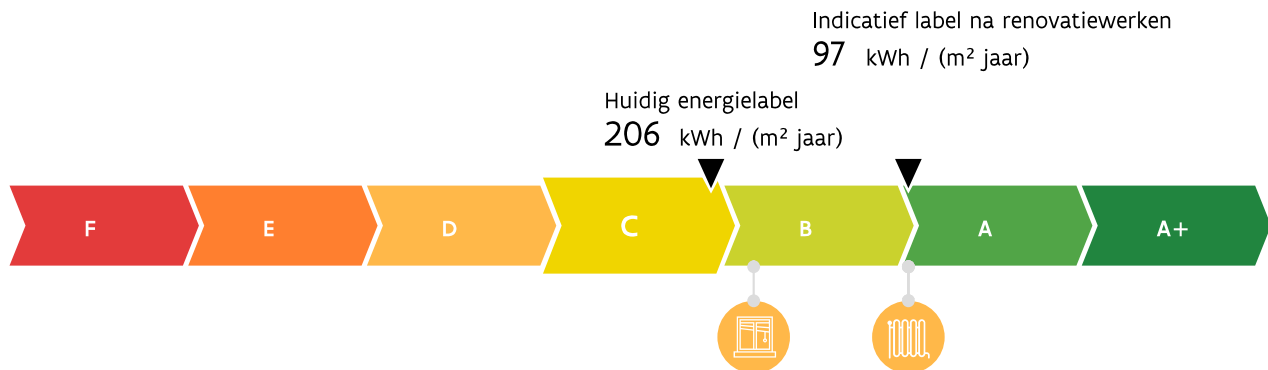 Indicatief label na renovatiewerken
97 kWh / (m² jaar)
Huidig energielabel
206 kWh / (m² jaar)
F E D C B A A+